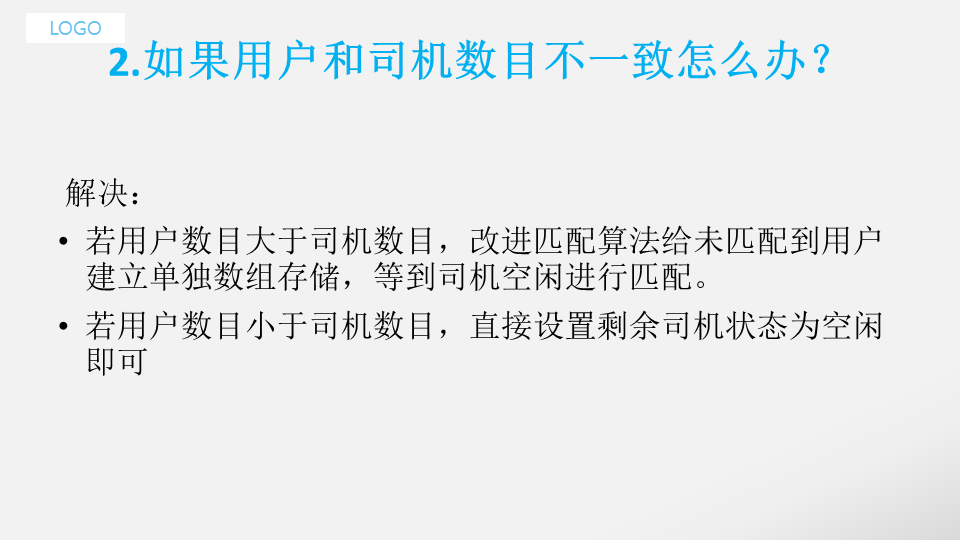 LOGO
2.如果用户和司机数目不一致怎么办？
解决：
• 若用户数目大于司机数目，改进匹配算法给未匹配到用户
建立单独数组存储，等到司机空闲进行匹配。
• 若用户数目小于司机数目，直接设置剩余司机状态为空闲
即可